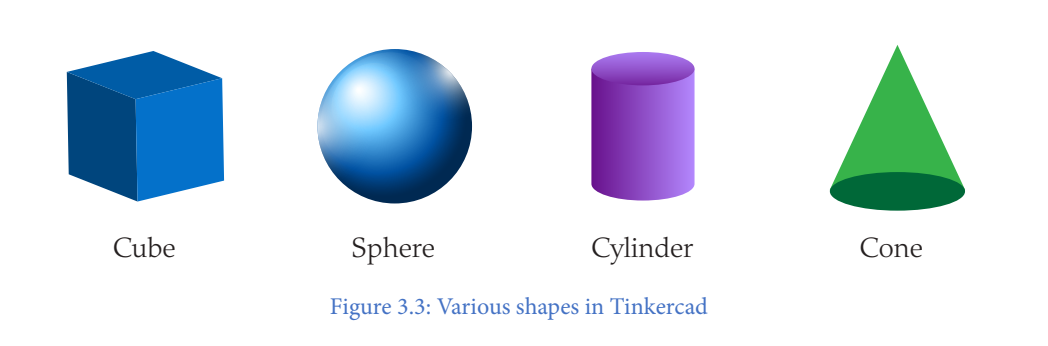 Cube Sphere Cylinder Cone
Figure 3.3: Various shapes in Tinkercad